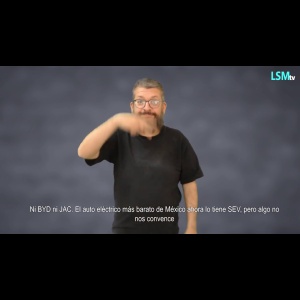 LSMtv
Ni BYD ni JAC. El auto eléctrico más barato de México ahora lo tiene SEV, pero algo no
nos convence